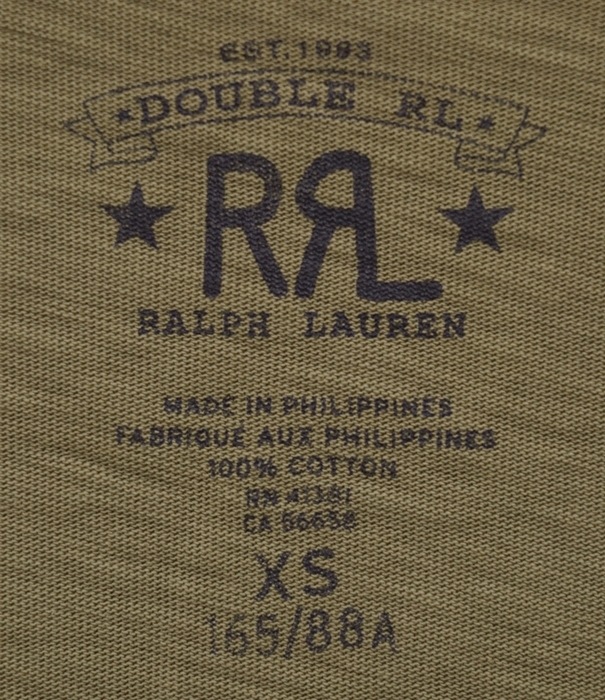 EST. 1993
★DOUBLE RL★
RRL
RALPH LAUREN
MADE IN PHILIPPINES
FABRIQUÉ AUX PHILIPPINES
100% COTTON
RN 41381
CA 56658
XS
165/88A